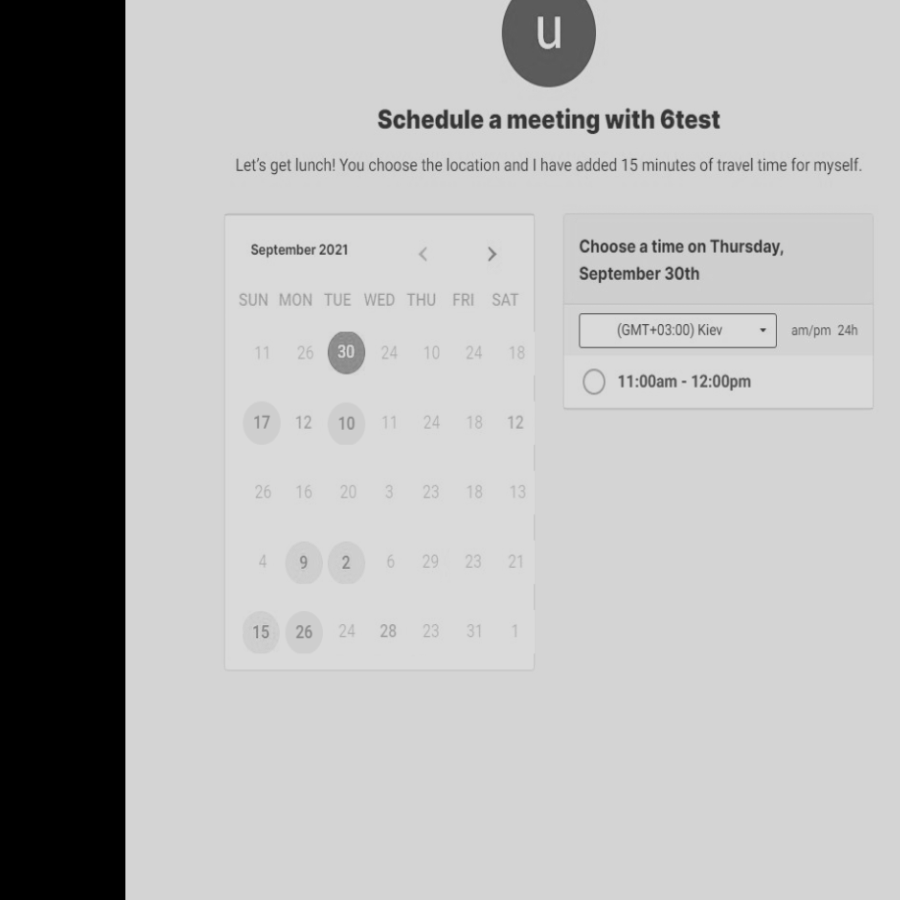 u
Schedule a meeting with 6test
Let's get lunch! You choose the location and I have added 15 minutes of travel time for myself.
September 2021
SUN MON TUE WED THU FRI SAT
11 26 30 24 10 24 18
17 12 10 11 24 18 12
26 16 20 3 23 18 13
4 9 2 6 29 23 21
15 26 24 28 23 31 1
Choose a time on Thursday,
September 30th
(GMT+03:00) Kiev am/pm 24h
11:00am - 12:00pm